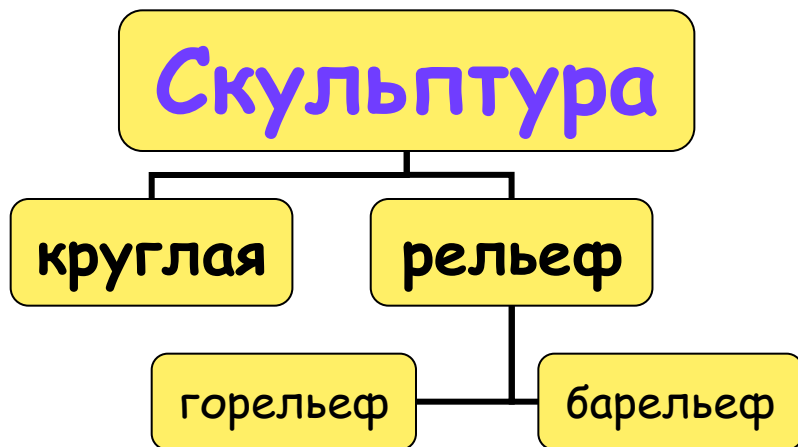 Скульптура
круглая
рельеф
горельеф
барельеф